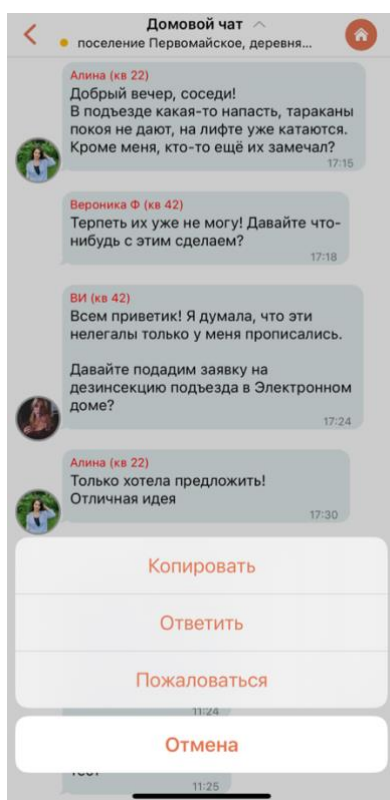 Домовой чат
поселение Первомайское, деревня...
Алина (кв 22)
Добрый вечер, соседи!
В подъезде какая-то напасть, тараканы
покоя не дают, на лифте уже катаются.
Кроме меня, кто-то ещё их замечал?
17:15
Вероника Ф (кв 42)
Терпеть их уже не могу! Давайте что-
нибудь с этим сделаем?
17:18
ВИ (кв 42)
Всем приветик! Я думала, что эти
нелегалы только у меня прописались.
Давайте подадим заявку на
дезинсекцию подъезда в Электронном
доме?
17:24
Алина (кв 22)
Только хотела предложить!
Отличная идея
17:30
Копировать
Ответить
Пожаловаться
11:24
Отмена
11:25